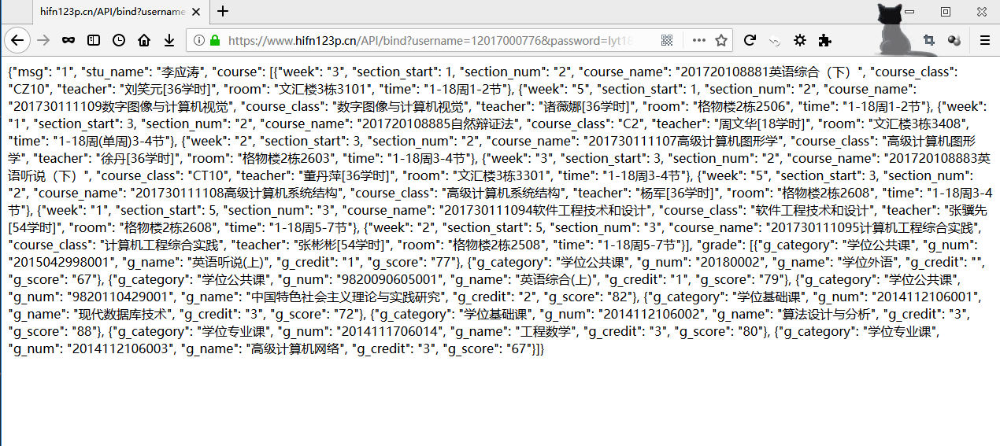 hifn123p.cn/API/bind?username
https://www.hifn123p.cn/API/bind?username=12017000776&password=lyt18
{"msg": "1", "stu_name": "李应涛", "course": [{"week": "3", "section_start": 1, "section_num": "2", "course_name": "201720108881英语综合（下）", "course_class":
"CZ10", "teacher": "刘笑元[36学时]", "room": "文汇楼3栋3101", "time": "1-18周1-2节"}, {"week": "5", "section_start": 1, "section_num": "2", "course_name":
"201730111109数字图像与计算机视觉", "course_class": "数字图像与计算机视觉", "teacher": "诸薇娜[36学时]", "room": "格物楼2栋2506", "time": "1-18周1-2节"}, {"week":
"1", "section_start": 3, "section_num": "2", "course_name": "201720108885自然辩证法", "course_class": "C2", "teacher": "周文华[18学时]", "room": "文汇楼3栋3408",
"time": "1-18周(单周)3-4节"}, {"week": "2", "section_start": 3, "section_num": "2", "course_name": "201730111107高级计算机图形学", "course_class": "高级计算机图形
学", "teacher": "徐丹[36学时]", "room": "格物楼2栋2603", "time": "1-18周3-4节"}, {"week": "3", "section_start": 3, "section_num": "2", "course_name": "201720108883英
语听说（下）", "course_class": "CT10", "teacher": "董丹萍[36学时]", "room": "文汇楼3栋3301", "time": "1-18周3-4节"}, {"week": "5", "section_start": 3, "section_num":
"2", "course_name": "201730111108高级计算机系统结构", "course_class": "高级计算机系统结构", "teacher": "杨军[36学时]", "room": "格物楼2栋2608", "time": "1-18周3-4
节"}, {"week": "1", "section_start": 5, "section_num": "3", "course_name": "201730111094软件工程技术和设计", "course_class": "软件工程技术和设计", "teacher": "张骥先
[54学时]", "room": "格物楼2栋2608", "time": "1-18周5-7节"}, {"week": "2", "section_start": 5, "section_num": "3", "course_name": "201730111095计算机工程综合实践",
"course_class": "计算机工程综合实践", "teacher": "张彬彬[54学时]", "room": "格物楼2栋2508", "time": "1-18周5-7节"}], "grade": [{"g_category": "学位公共课", "g_num":
"2015042998001", "g_name": "英语听说(上)", "g_credit": "1", "g_score": "77"}, {"g_category": "学位公共课", "g_num": "20180002", "g_name": "学位外语", "g_credit": "",
"g_score": "67"}, {"g_category": "学位公共课", "g_num": "9820090605001", "g_name": "英语综合(上)", "g_credit": "1", "g_score": "79"}, {"g_category": "学位公共课",
"g_num": "9820110429001", "g_name": "中国特色社会主义理论与实践研究", "g_credit": "2", "g_score": "82"}, {"g_category": "学位基础课", "g_num": "2014112106001",
"g_name": "现代数据库技术", "g_credit": "3", "g_score": "72"}, {"g_category": "学位基础课", "g_num": "2014112106002", "g_name": "算法设计与分析", "g_credit": "3",
"g_score": "88"}, {"g_category": "学位专业课", "g_num": "2014111706014", "g_name": "工程数学", "g_credit": "3", "g_score": "80"}, {"g_category": "学位专业课",
"g_num": "2014112106003", "g_name": "高级计算机网络", "g_credit": "3", "g_score": "67"}]}